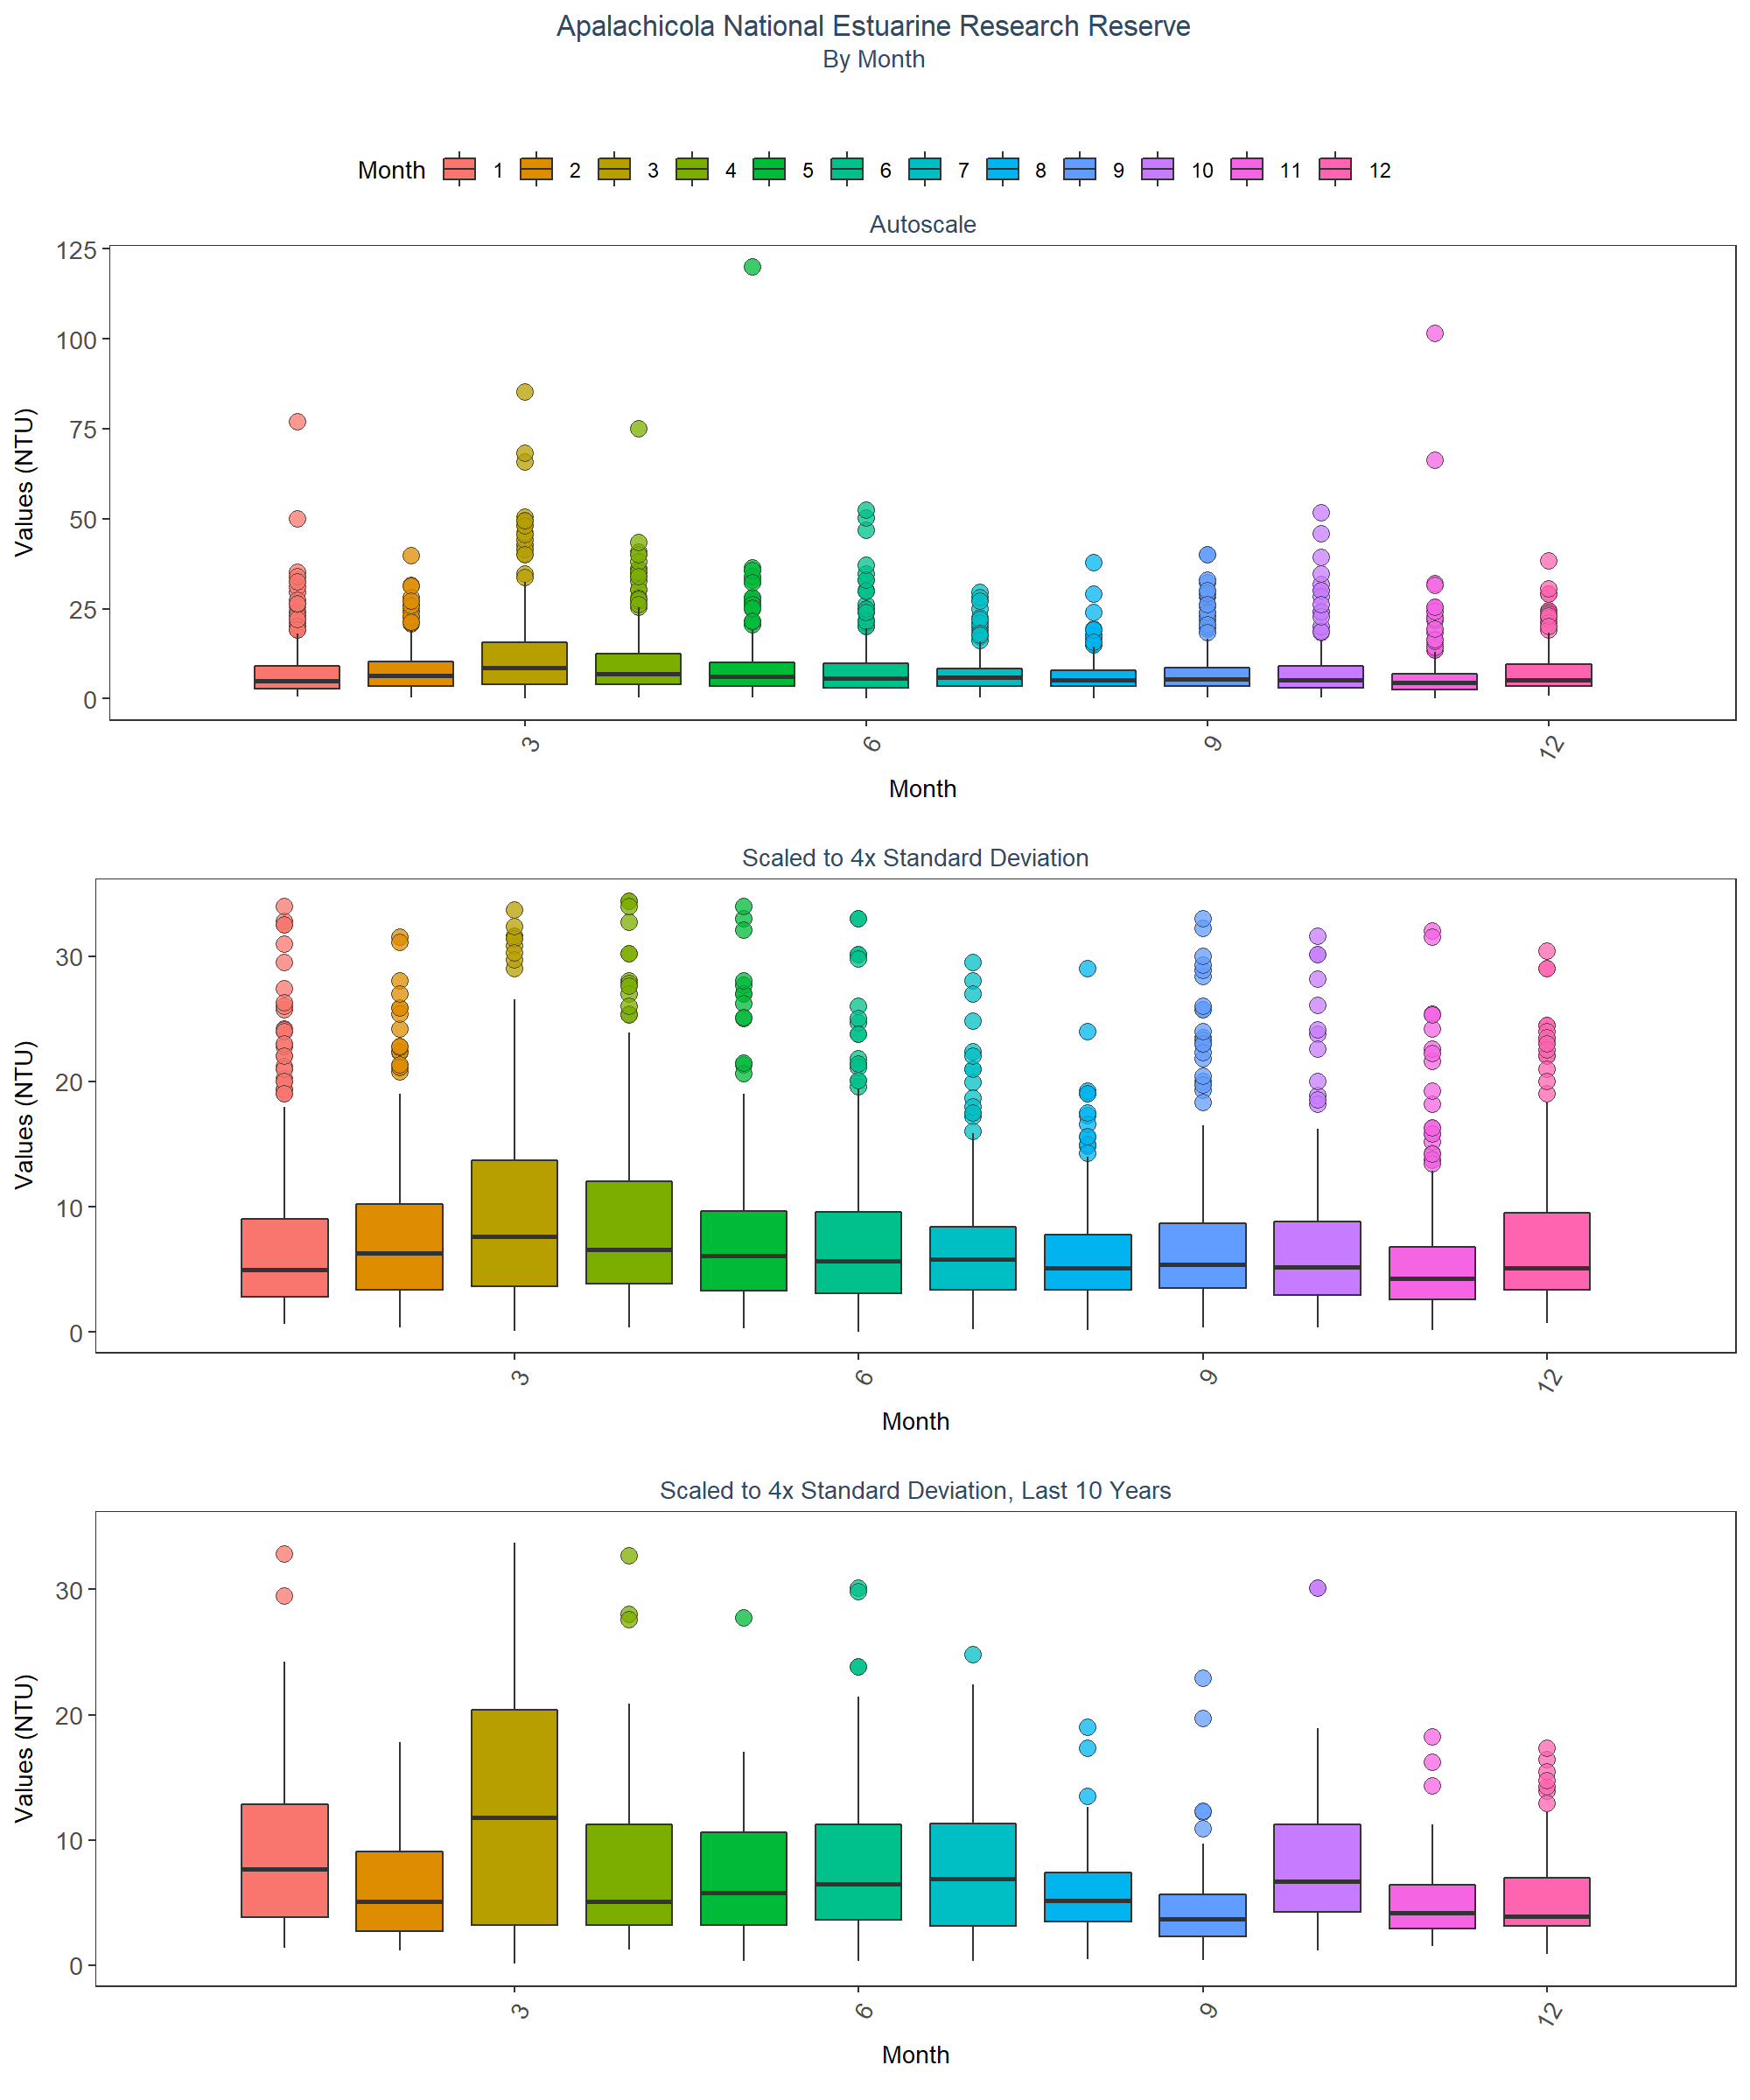 Apalachicola National Estuarine Research Reserve
By Month
Month 1 2 3 4 5 6 7 8 9 10 11 12
Autoscale
125
100
75
50
25
0
Values (NTU)
3 6 9 12
Month
Scaled to 4x Standard Deviation
30
20
10
0
Values (NTU)
3 6 9 12
Month
Scaled to 4x Standard Deviation, Last 10 Years
30
20
10
0
Values (NTU)
3 6 9 12
Month